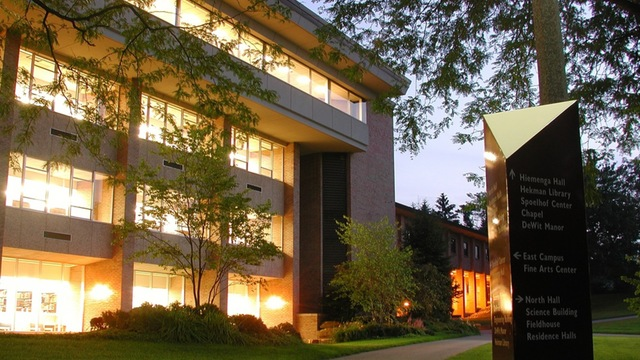 Hiemenga Hall
Hekman Library
Spoelhof Center
Chapel
DeWit Manor
East Campus
Fine Arts Center
North Hall
Science Building
Fieldhouse
Residence Halls